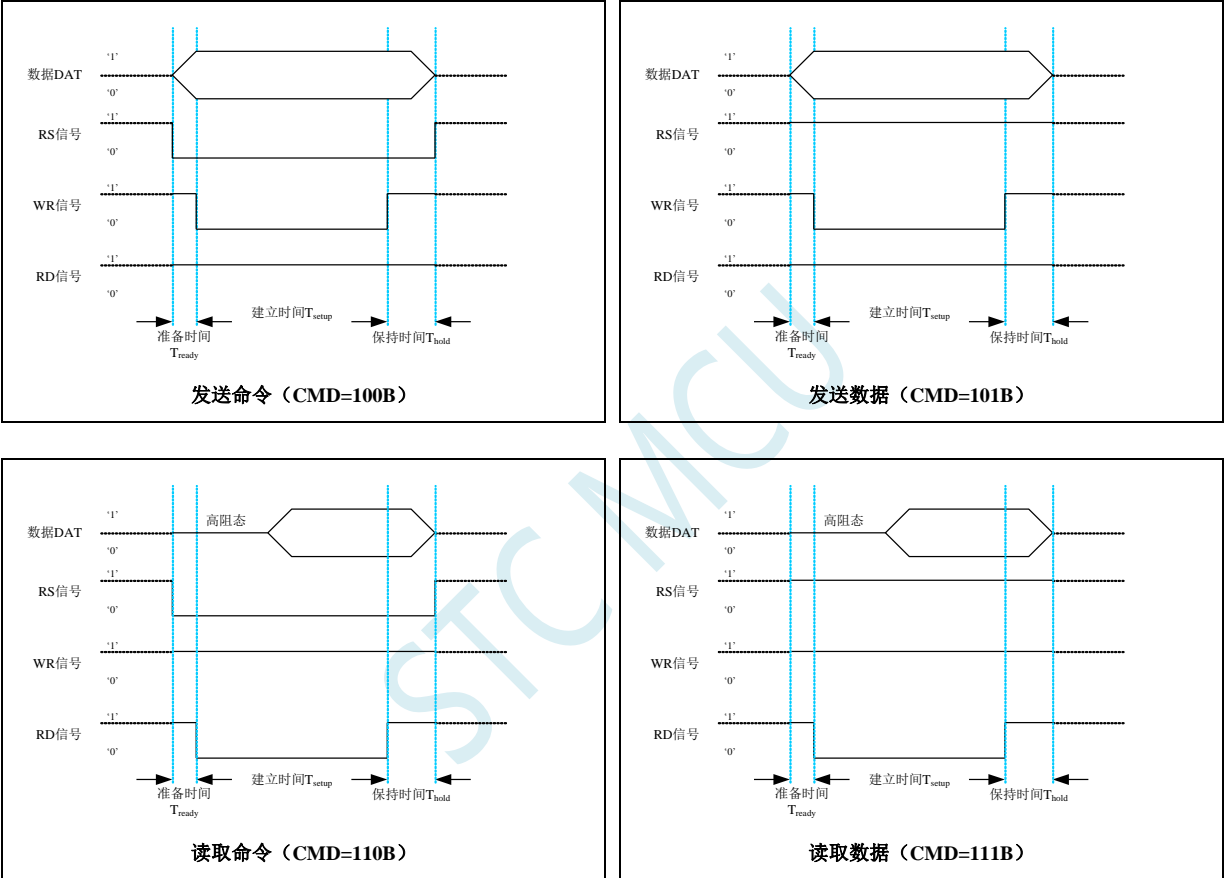 ‘1’
数据DAT
‘0’
‘1’
RS信号
‘0’
‘1’
WR信号
‘0’
‘1’
RD信号
‘0’
建立时间Tsetup
准备时间
Tready
保持时间Thold
发送命令（CMD=100B）
‘1’
数据DAT
‘0’
‘1’
RS信号
‘0’
‘1’
WR信号
‘0’
‘1’
RD信号
‘0’
建立时间Tsetup
准备时间
Tready
保持时间Thold
发送数据（CMD=101B）
‘1’
高阻态
数据DAT
‘0’
‘1’
RS信号
‘0’
‘1’
WR信号
‘0’
‘1’
RD信号
‘0’
建立时间Tsetup
准备时间
Tready
保持时间Thold
读取命令（CMD=110B）
‘1’
高阻态
数据DAT
‘0’
‘1’
RS信号
‘0’
‘1’
WR信号
‘0’
‘1’
RD信号
‘0’
建立时间Tsetup
准备时间
Tready
保持时间Thold
读取数据（CMD=111B）
STC MCU